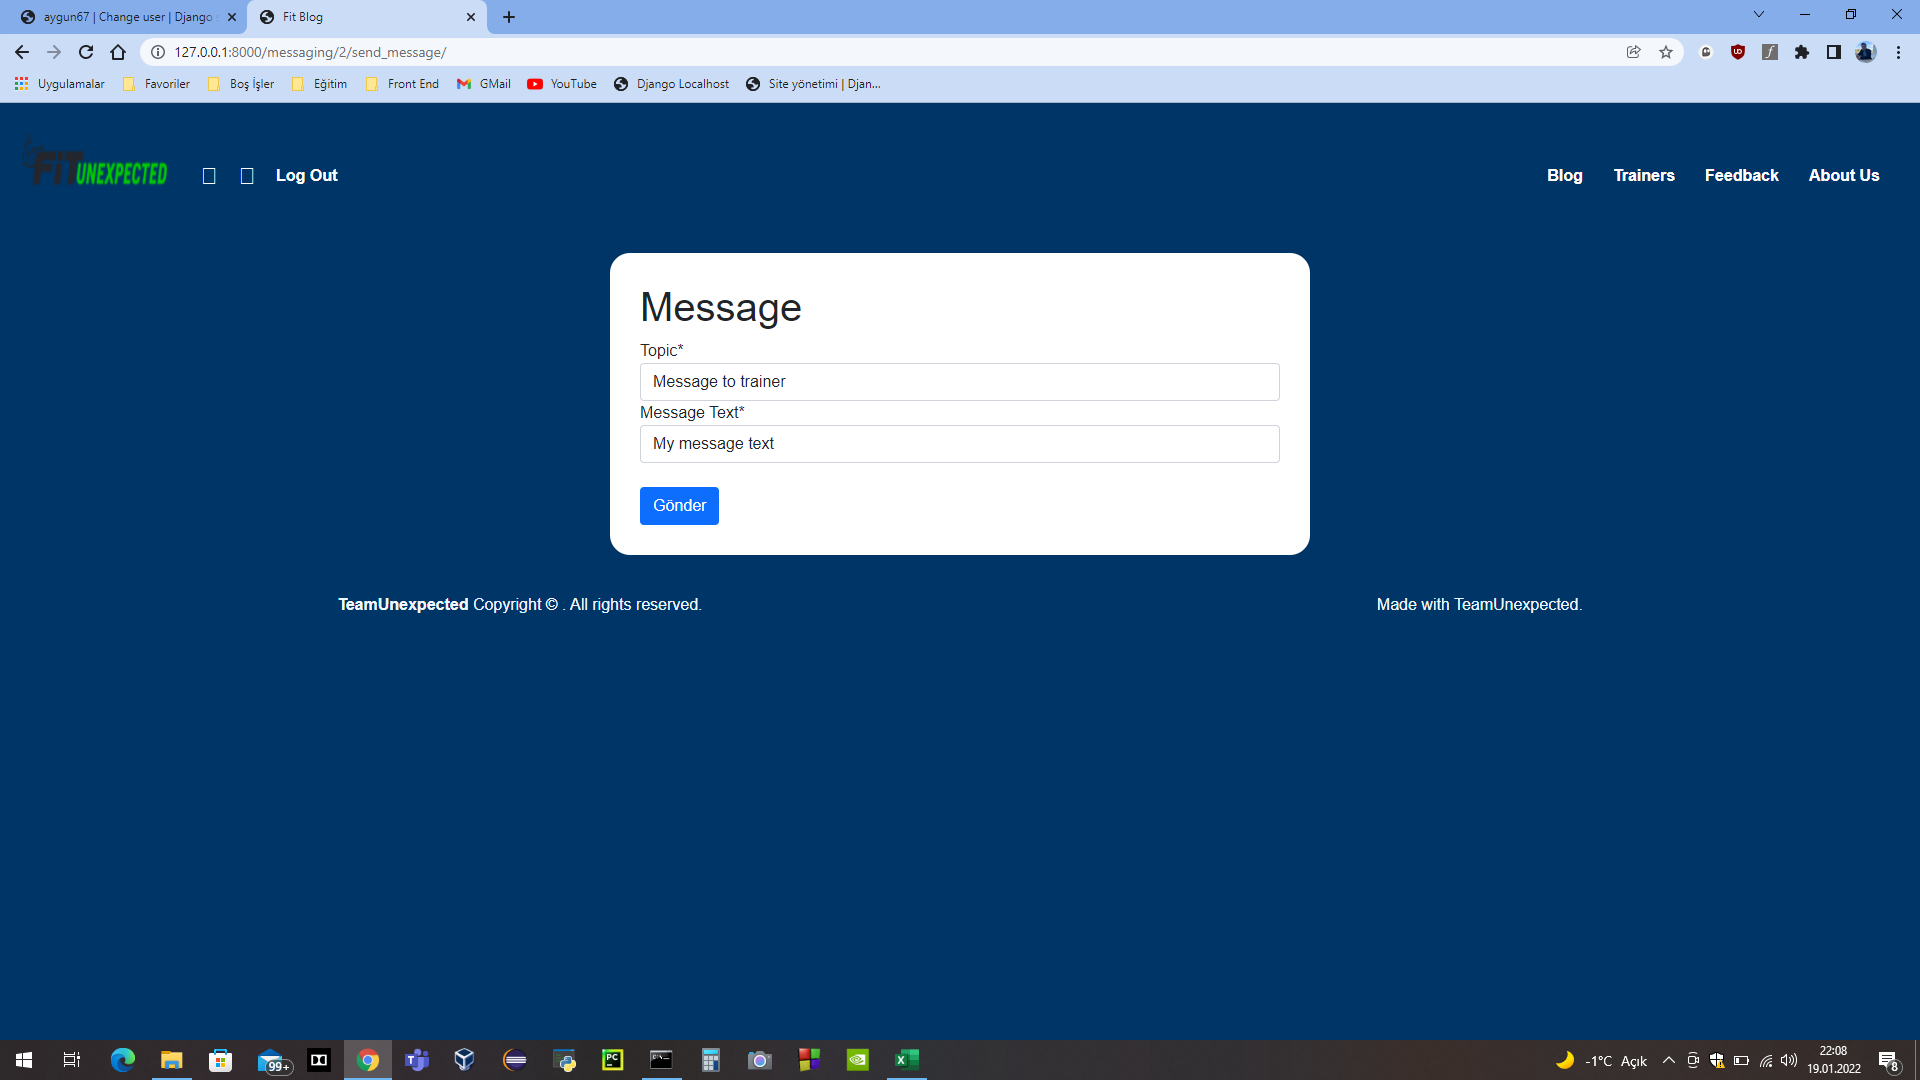 aygun67 | Change user | Django
Fit Blog
127.0.0.1:8000/messaging/2/send_message/
Uygulamalar
Favoriler
Boş İşler
Eğitim
Front End
GMail
YouTube
Django Localhost
Site yönetimi | Djan...
FIT UNEXPECTED
Log Out
Blog
Trainers
Feedback
About Us
Message
Topic*
Message to trainer
Message Text*
My message text
Gönder
TeamUnexpected Copyright © . All rights reserved.
Made with TeamUnexpected.
99+
-1°C Açık
22:08
19.01.2022
8